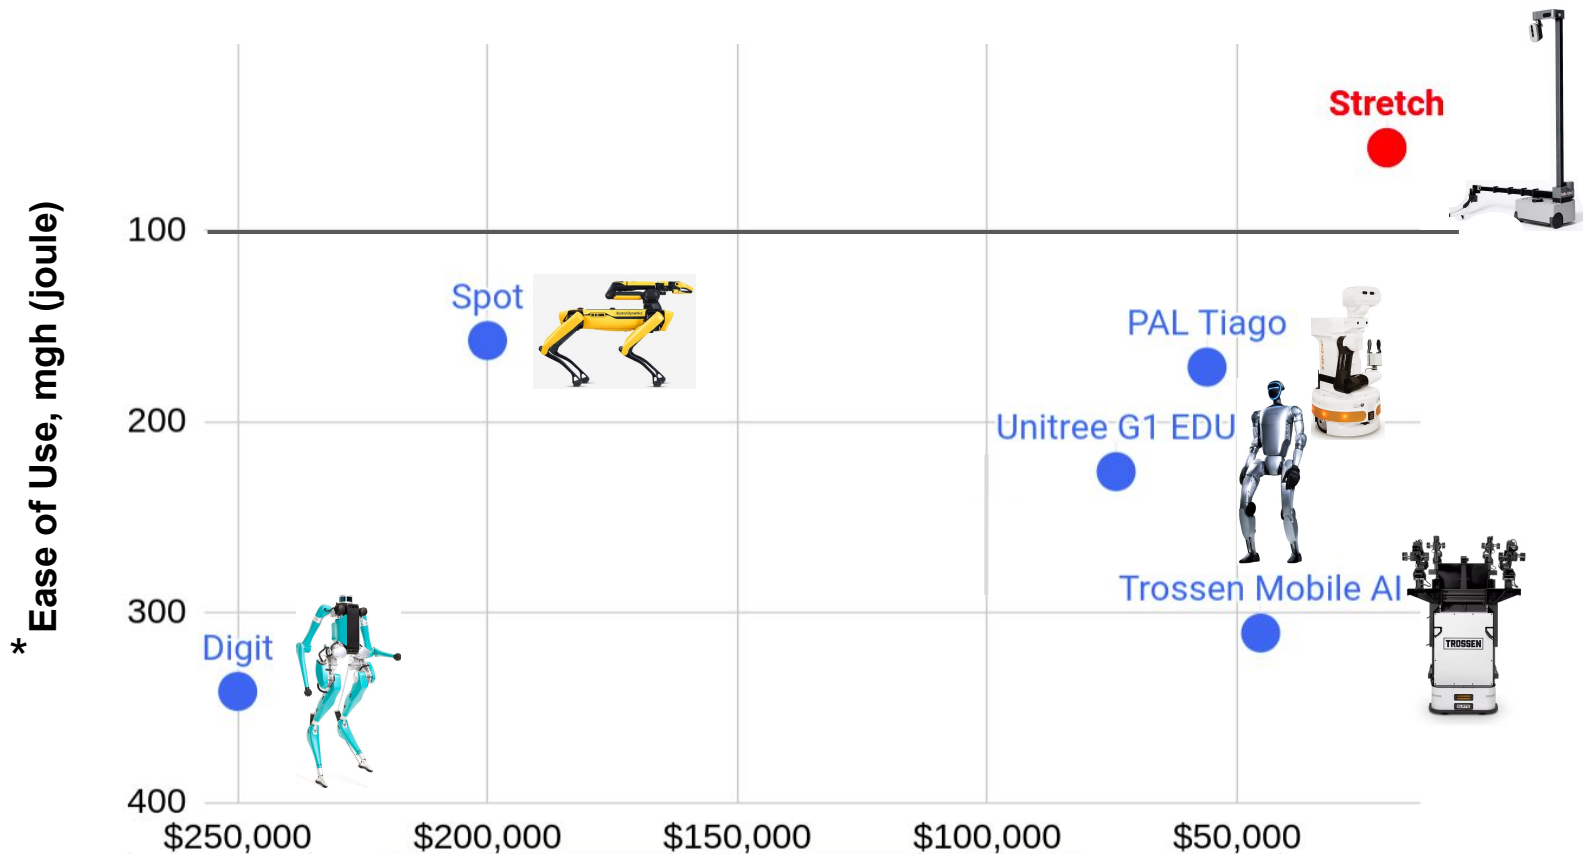 Stretch
100
* Ease of Use, mgh (joule)
Spot
PAL Tiago
200
Unitree G1 EDU
Trossen Mobile AI
300
TROSSEN
Digit
400
$250,000
$200,000
$150,000
$100,000
$50,000